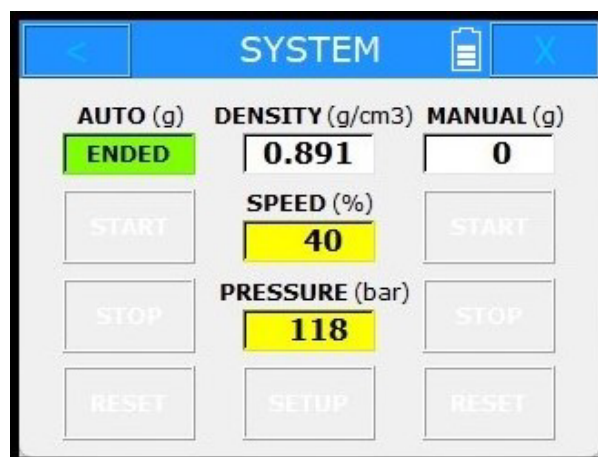 < SYSTEM X
AUTO (g) DENSITY (g/cm3) MANUAL (g)
ENDED 0.891 0
SPEED (%)
START 40 START
PRESSURE (bar)
STOP 118 STOP
RESET SETUP RESET